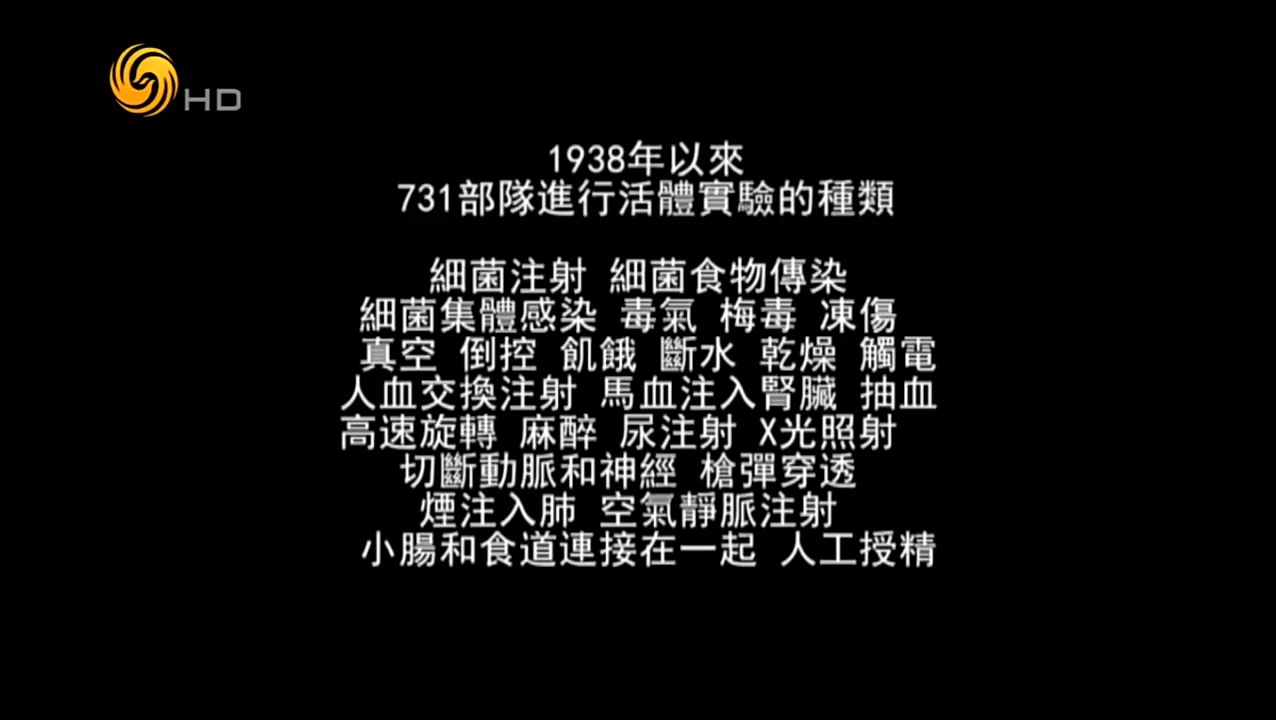 HD
1938年以來
731部隊進行活體實驗的種類
細菌注射 細菌食物傳染
細菌集體感染 毒氣 梅毒 凍傷
真空 倒控 飢餓 斷水 乾燥 觸電
人血交換注射 馬血注入腎臟 抽血
高速旋轉 麻醉 尿注射 X光照射
切斷動脈和神經 槍彈穿透
煙注入肺 空氣靜脈注射
小腸和食道連接在一起 人工授精